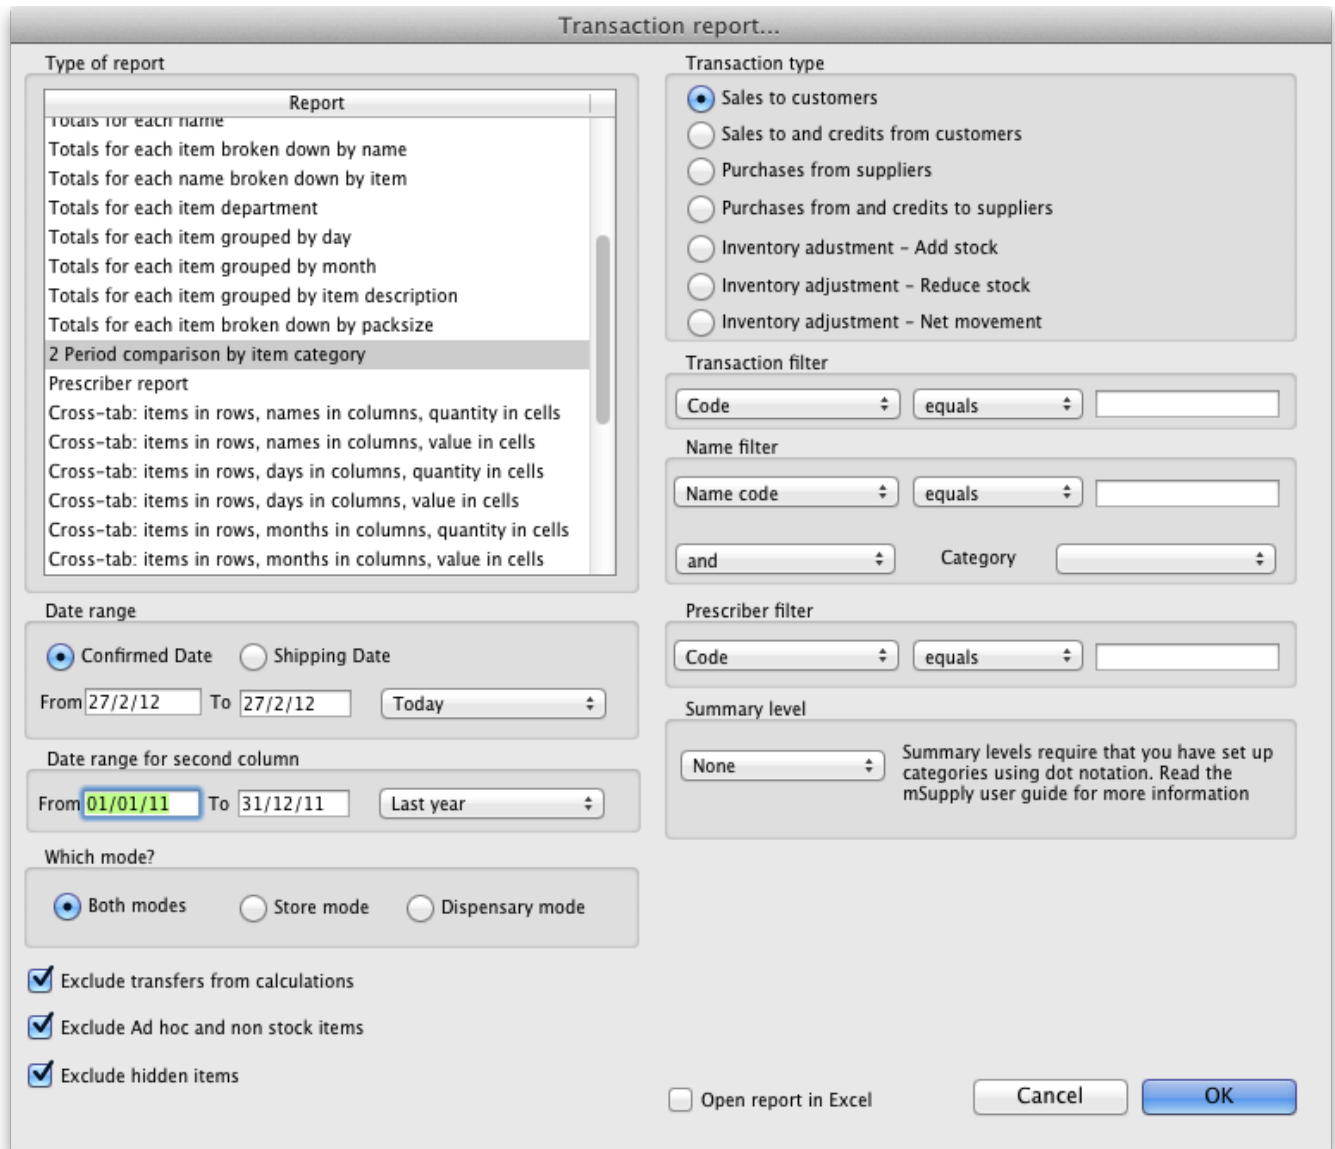 Transaction report...
Type of report
Report
Totals for each name
Totals for each item broken down by name
Totals for each name broken down by item
Totals for each item department
Totals for each item grouped by day
Totals for each item grouped by month
Totals for each item grouped by item description
Totals for each item broken down by packsize
2 Period comparison by item category
Prescriber report
Cross-tab: items in rows, names in columns, quantity in cells
Cross-tab: items in rows, names in columns, value in cells
Cross-tab: items in rows, days in columns, quantity in cells
Cross-tab: items in rows, days in columns, value in cells
Cross-tab: items in rows, months in columns, quantity in cells
Cross-tab: items in rows, months in columns, value in cells
Date range
Confirmed Date Shipping Date
From 27/2/12 To 27/2/12 Today
Date range for second column
From 01/01/11 To 31/12/11 Last year
Which mode?
Both modes Store mode Dispensary mode
Exclude transfers from calculations
Exclude Ad hoc and non stock items
Exclude hidden items
Transaction type
Sales to customers
Sales to and credits from customers
Purchases from suppliers
Purchases from and credits to suppliers
Inventory adustment - Add stock
Inventory adjustment - Reduce stock
Inventory adjustment - Net movement
Transaction filter
Code equals
Name filter
Name code equals
and Category
Prescriber filter
Code equals
Summary level
None
Summary levels require that you have set up
categories using dot notation. Read the
mSupply user guide for more information
Open report in Excel Cancel OK